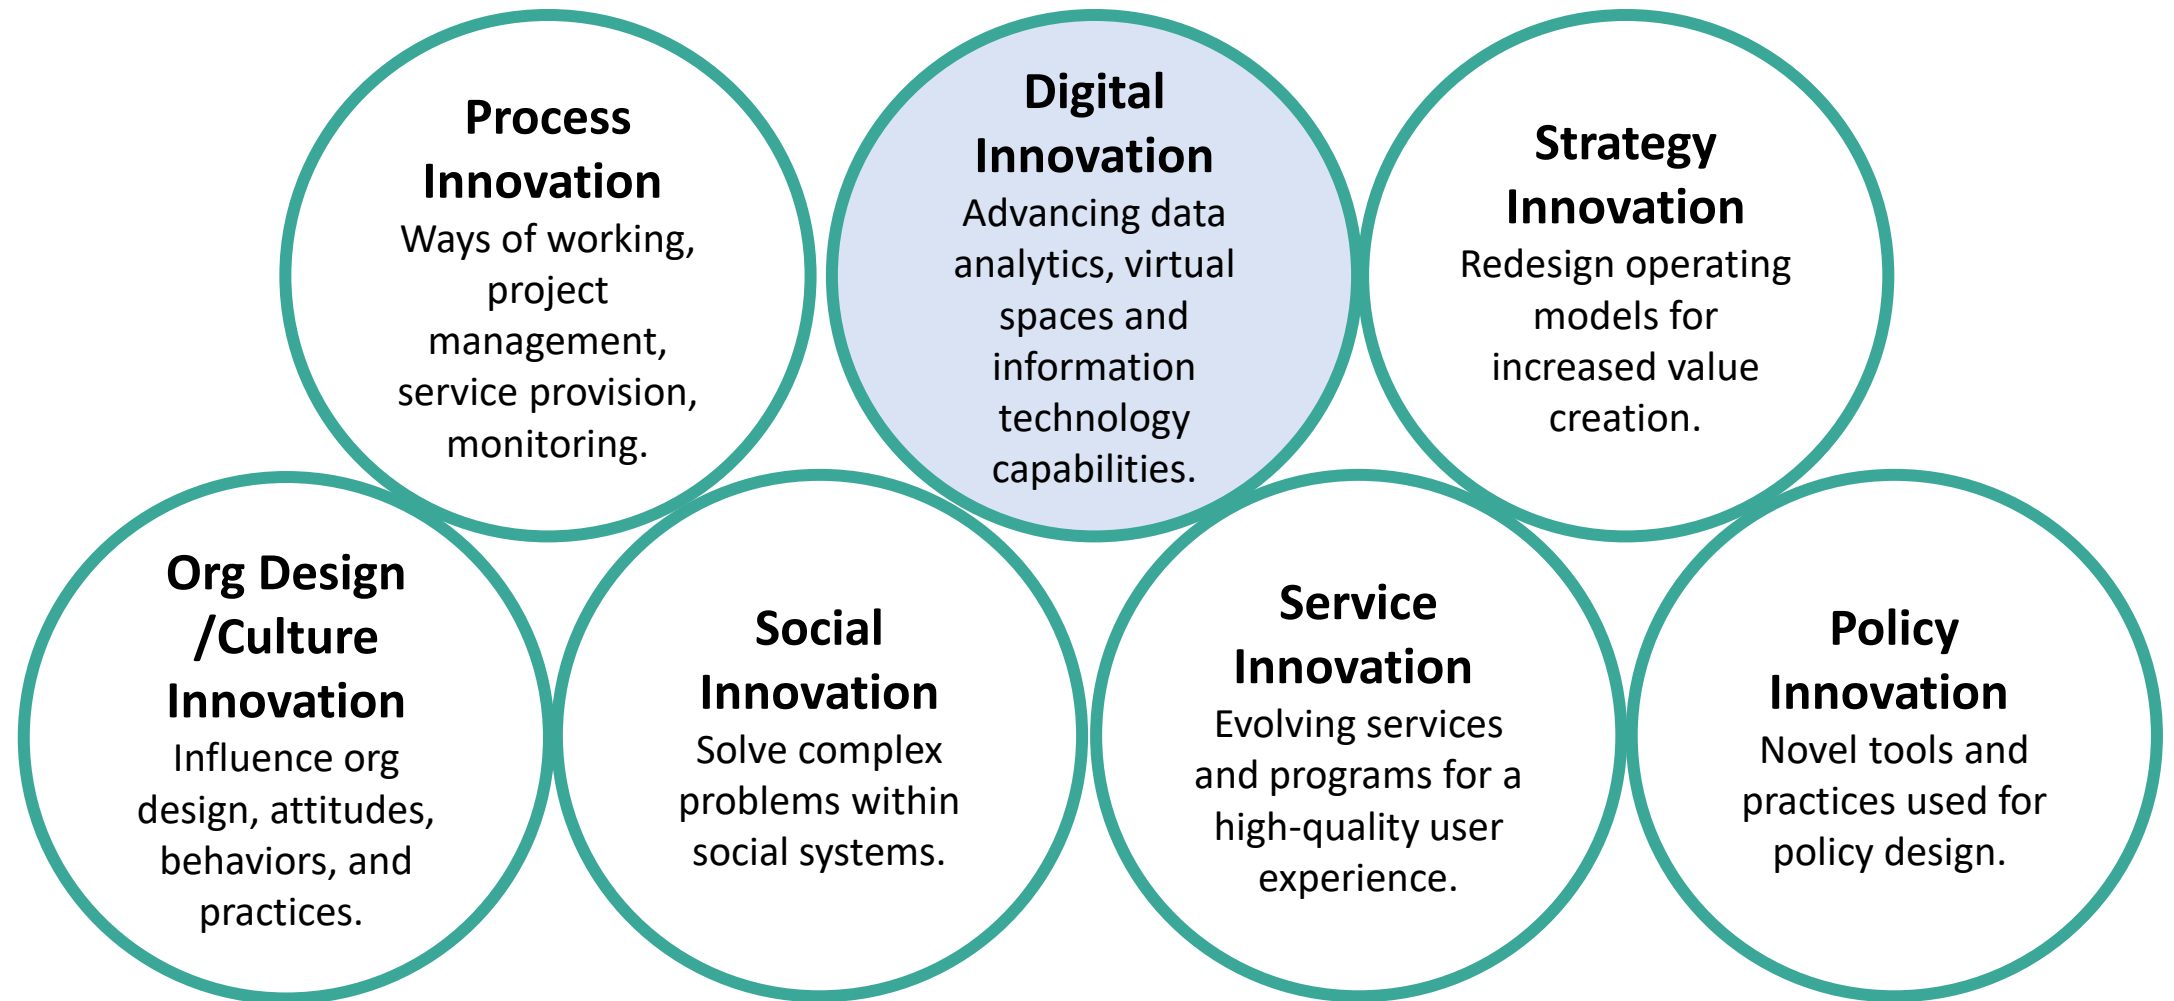 Process
Innovation
Ways of working,
project
management,
service provision,
monitoring.
Digital
Innovation
Advancing data
analytics, virtual
spaces and
information
technology
capabilities.
Strategy
Innovation
Redesign operating
models for
increased value
creation.
Org Design
/Culture
Innovation
Influence org
design, attitudes,
behaviors, and
practices.
Social
Innovation
Solve complex
problems within
social systems.
Service
Innovation
Evolving services
and programs for a
high-quality user
experience.
Policy
Innovation
Novel tools and
practices used for
policy design.